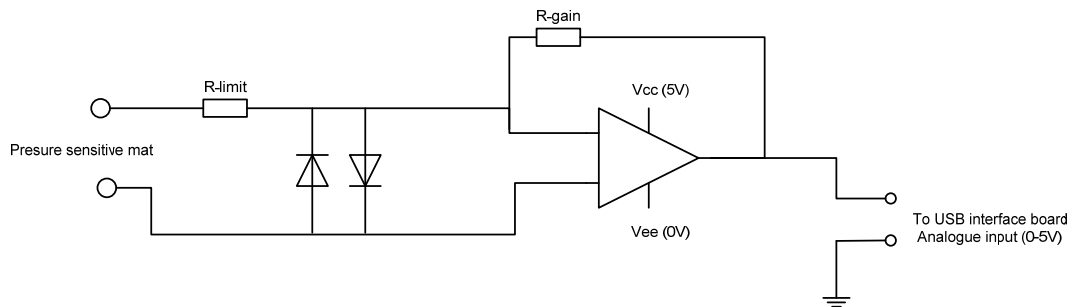 R-gain
R-limit
Vcc (5V)
Presure sensitive mat
Vee (0V)
To USB interface board
Analogue input (0-5V)